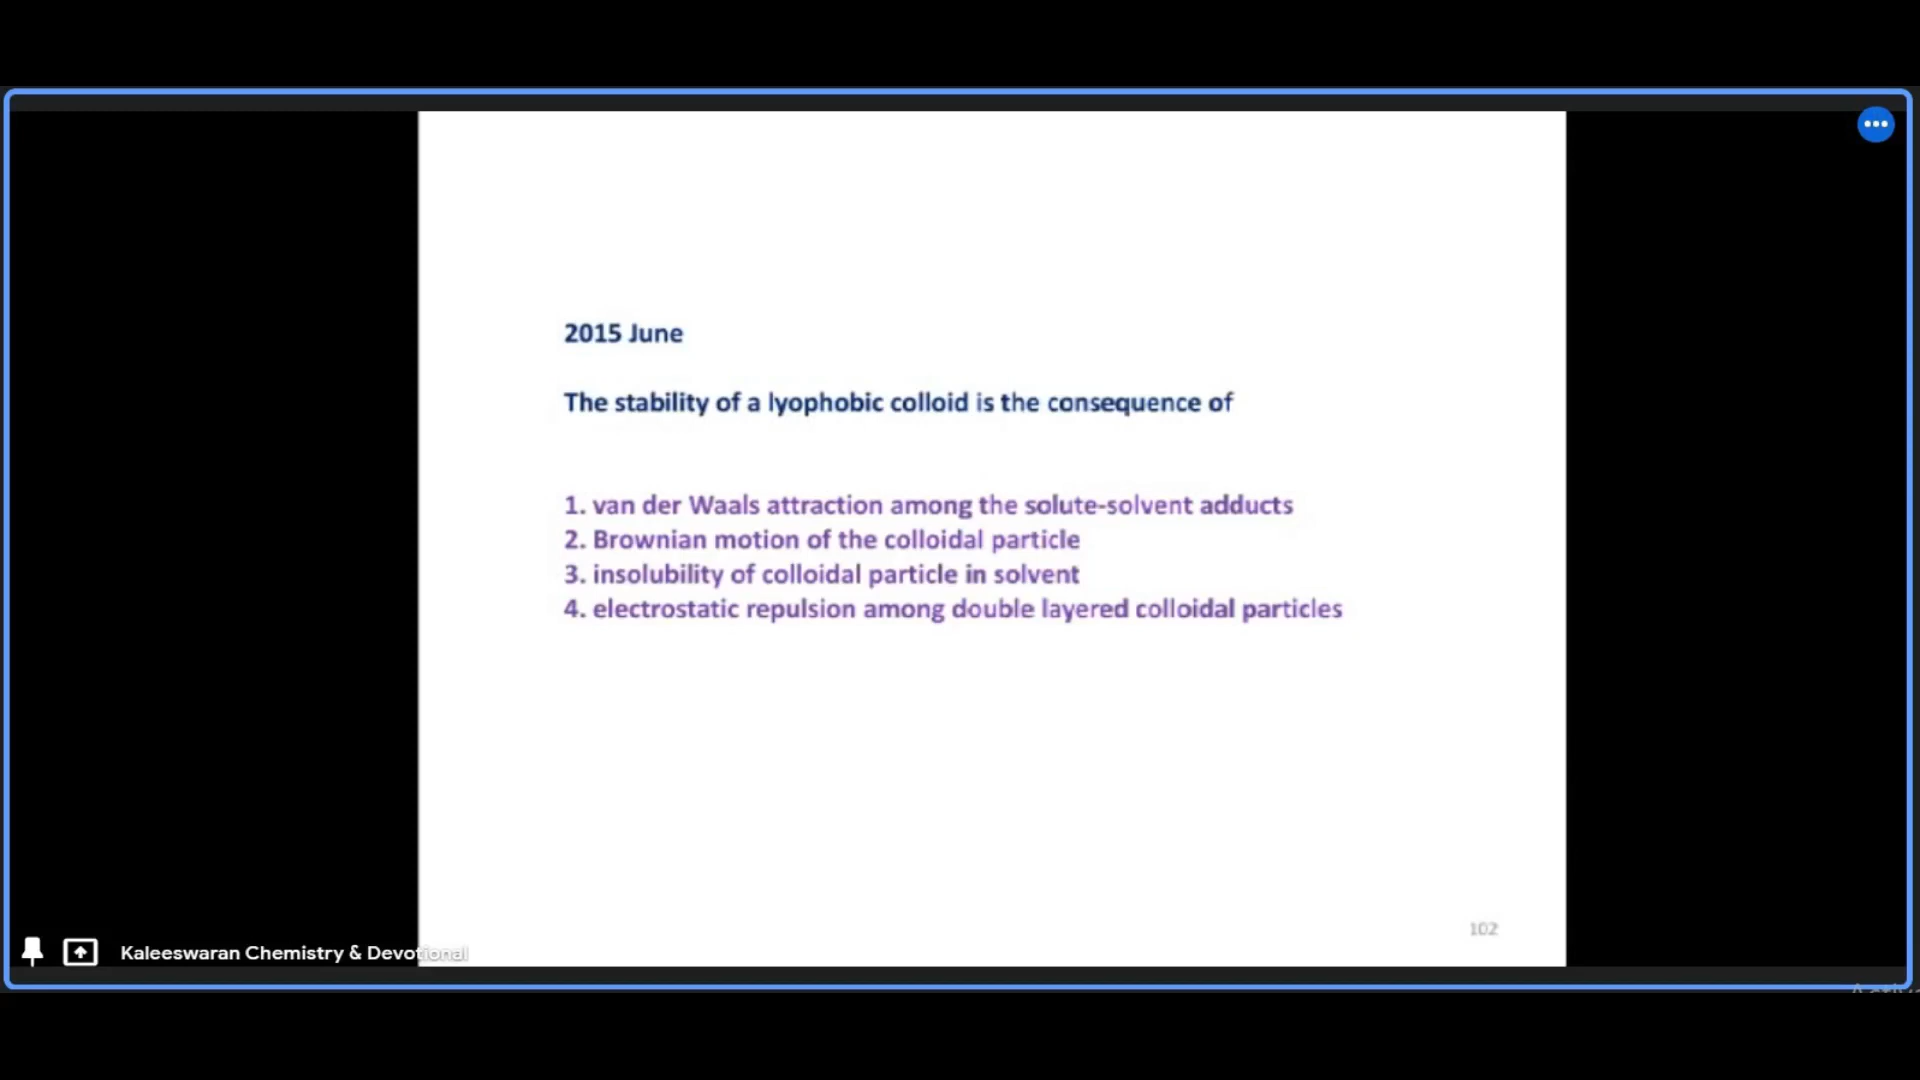 2015 June
The stability of a lyophobic colloid is the consequence of
1. van der Waals attraction among the solute-solvent adducts
2. Brownian motion of the colloidal particle
3. insolubility of colloidal particle in solvent
4. electrostatic repulsion among double layered colloidal particles
102
Kaleeswaran Chemistry & Devotional